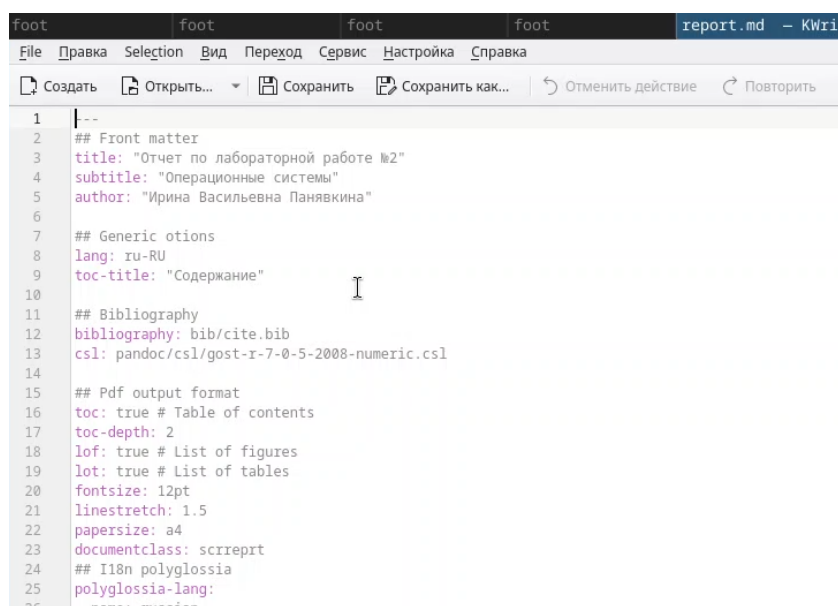 foot foot foot foot report.md — KWri
File Правка Selection Вид Переход Сервис Настройка Справка
Создать Открыть... Сохранить Сохранить как... Отменить действие Повторить
1 ---
2 ## Front matter
3 title: "Отчет по лабораторной работе №2"
4 subtitle: "Операционные системы"
5 author: "Ирина Васильевна Панявкина"
6
7 ## Generic otions
8 lang: ru-RU
9 toc-title: "Содержание"
10
11 ## Bibliography
12 bibliography: bib/cite.bib
13 csl: pandoc/csl/gost-r-7-0-5-2008-numeric.csl
14
15 ## Pdf output format
16 toc: true # Table of contents
17 toc-depth: 2
18 lof: true # List of figures
19 lot: true # List of tables
20 fontsize: 12pt
21 linestretch: 1.5
22 papersize: a4
23 documentclass: scrreprt
24 ## I18n polyglossia
25 polyglossia-lang: